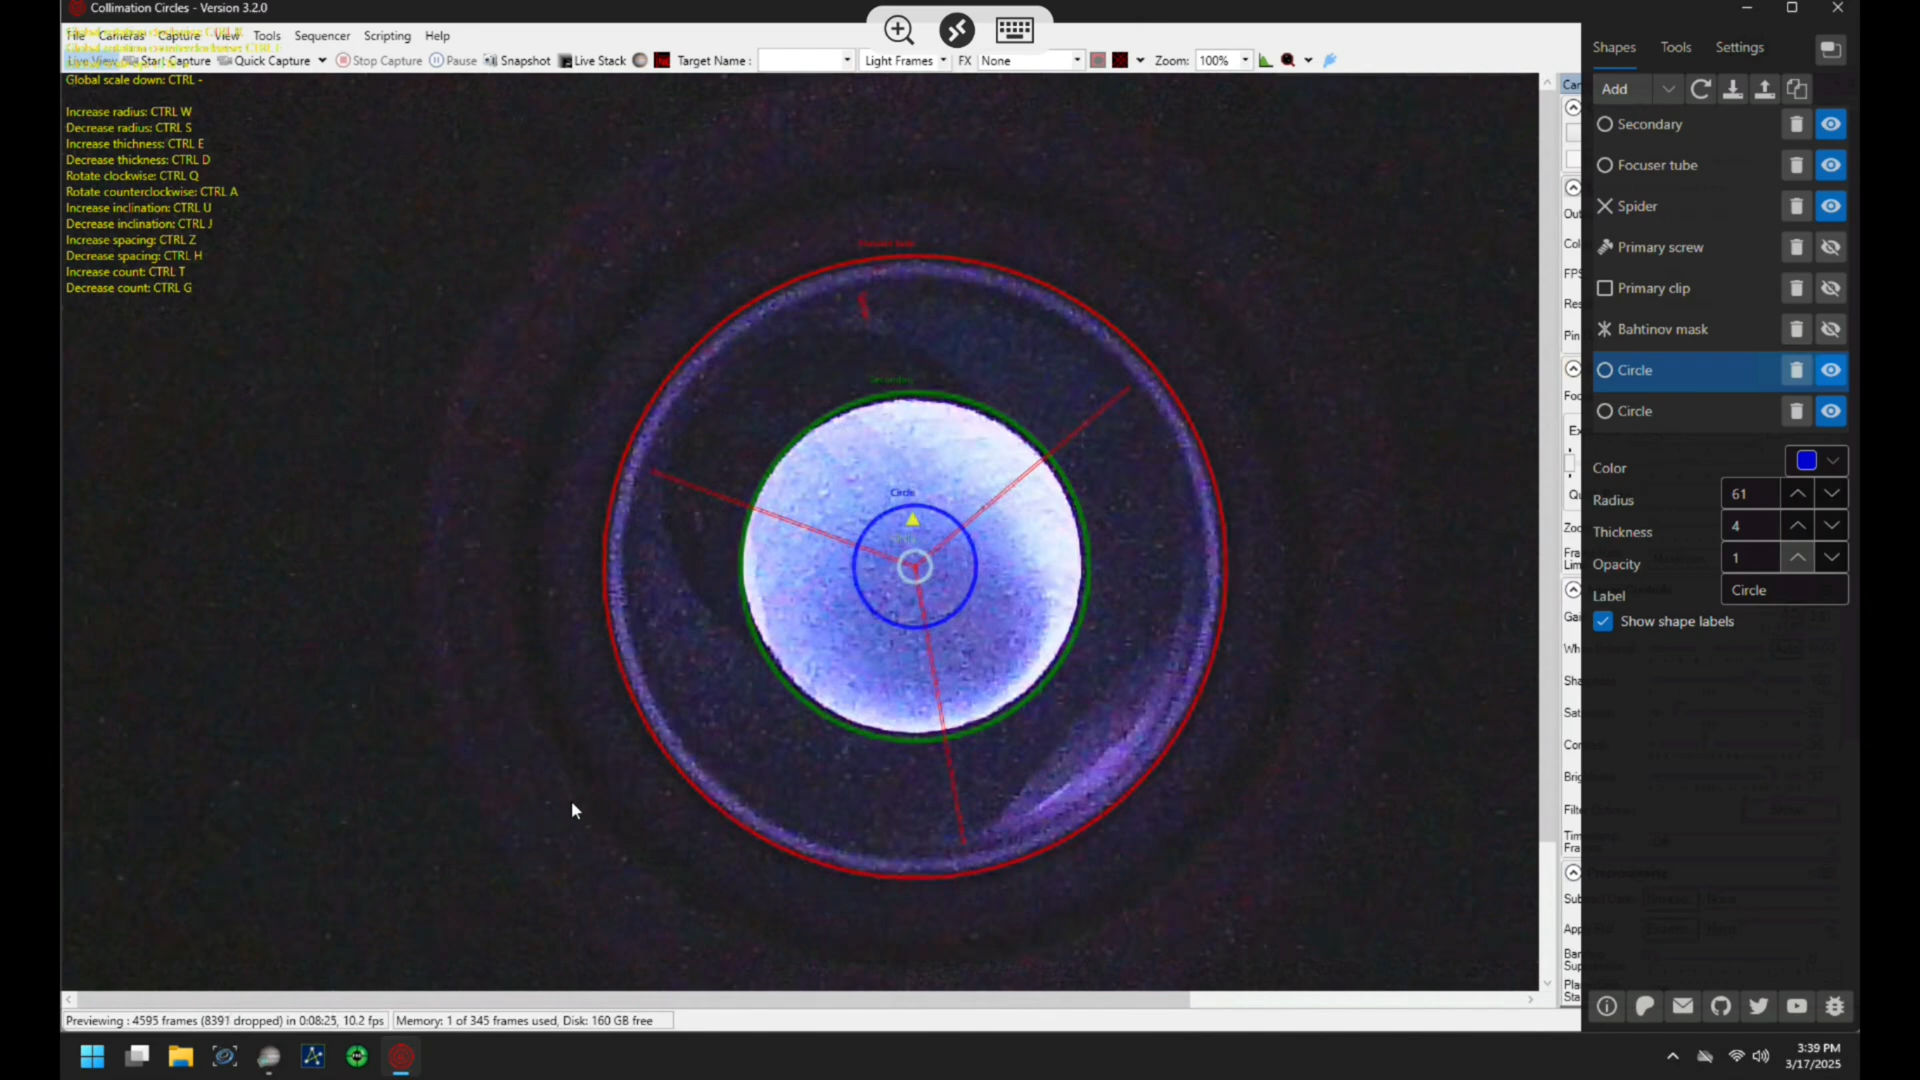 Collimation Circles - Version 3.2.0
File Cameras Capture View Tools Sequencer Scripting Help
Live View Start Capture Quick Capture Stop Capture Pause Snapshot Live Stack Target Name : Light Frames FX None Zoom: 100%
Global scale down: CTRL -
Increase radius: CTRL W
Decrease radius: CTRL S
Increase thickness: CTRL E
Decrease thickness: CTRL D
Rotate clockwise: CTRL Q
Rotate counterclockwise: CTRL A
Increase inclination: CTRL U
Decrease inclination: CTRL J
Increase spacing: CTRL Z
Decrease spacing: CTRL H
Increase count: CTRL T
Decrease count: CTRL G
Secondary
Circle
Shapes Tools Settings
Add
Secondary
Focuser tube
Spider
Primary screw
Primary clip
Bahtinov mask
Circle
Circle
Color
Radius 61
Thickness 4
Opacity 1
Label Circle
Show shape labels
Previewing : 4595 frames (8391 dropped) in 0:08:25, 10.2 fps
Memory: 1 of 345 frames used, Disk: 160 GB free
3:39 PM
3/17/2025